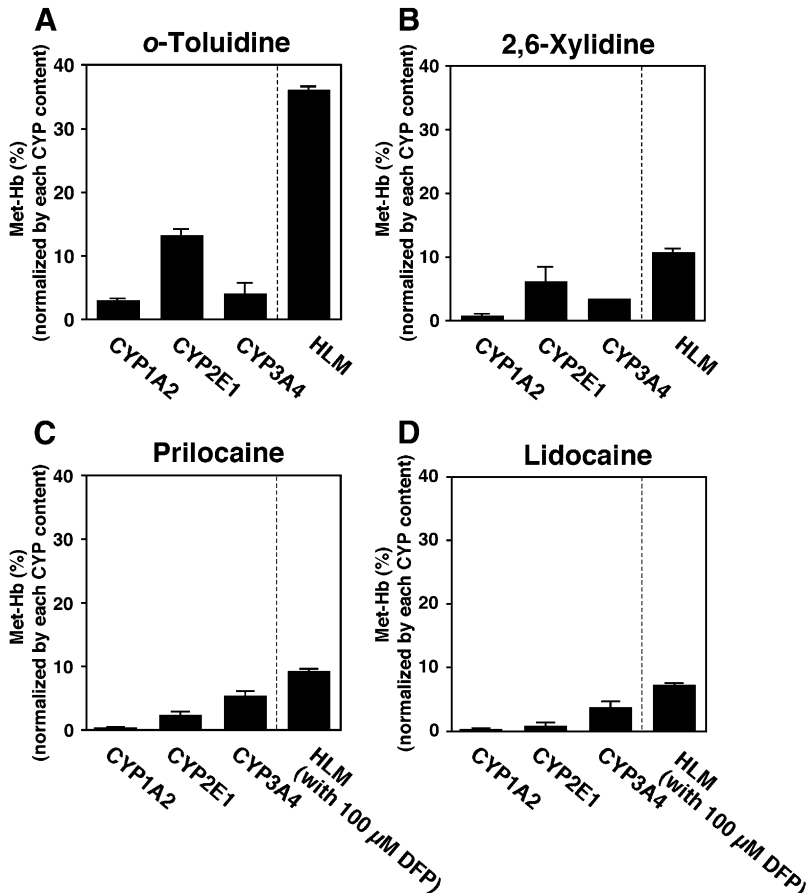 A
o-Toluidine
Met-Hb (%)
(normalized by each CYP content)
40
30
20
10
0
CYP1A2
CYP2E1
CYP3A4
HLM
B
2,6-Xylidine
Met-Hb (%)
(normalized by each CYP content)
40
30
20
10
0
CYP1A2
CYP2E1
CYP3A4
HLM
C
Prilocaine
Met-Hb (%)
(normalized by each CYP content)
40
30
20
10
0
CYP1A2
CYP2E1
CYP3A4
HLM
(with 100 µM DFP)
D
Lidocaine
Met-Hb (%)
(normalized by each CYP content)
40
30
20
10
0
CYP1A2
CYP2E1
CYP3A4
HLM
(with 100 µM DFP)